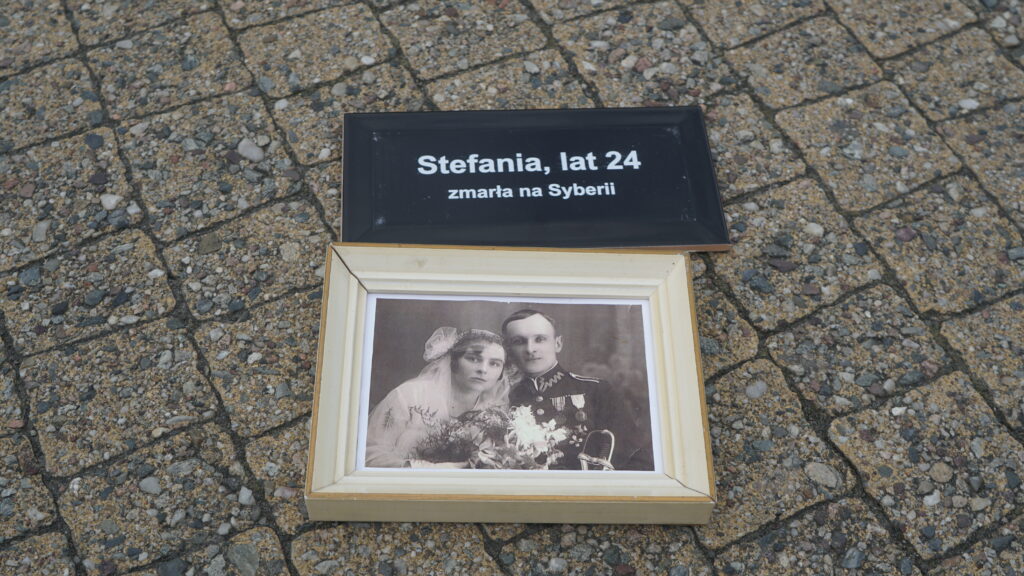 Stefania, lat 24
zmarła na Syberii